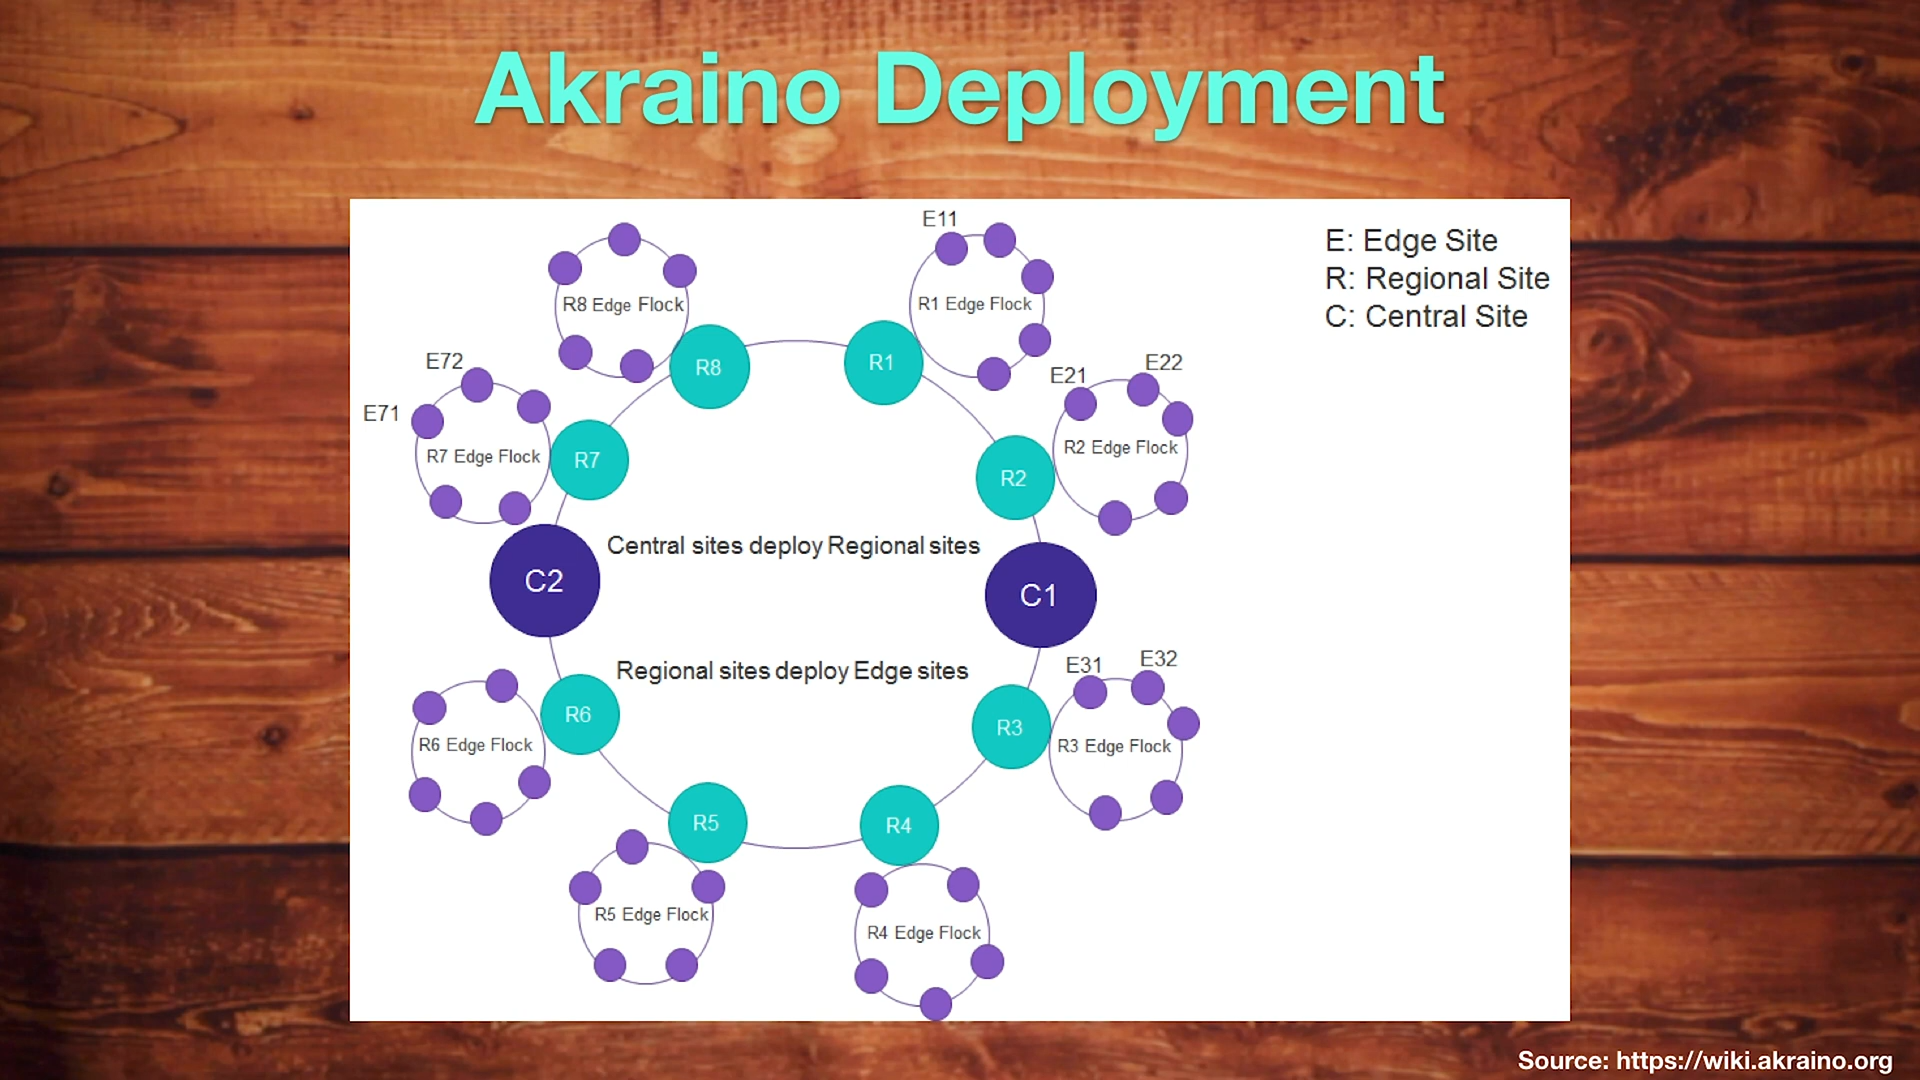 Akraino Deployment
E: Edge Site
R: Regional Site
C: Central Site
E11
R8 Edge Flock
R1 Edge Flock
R8
R1
E72
E71
R7 Edge Flock
R7
E21
E22
R2 Edge Flock
R2
Central sites deploy Regional sites
C2
C1
Regional sites deploy Edge sites
E31
E32
R6 Edge Flock
R6
R3
R3 Edge Flock
R5
R4
R5 Edge Flock
R4 Edge Flock
Source: https://wiki.akraino.org